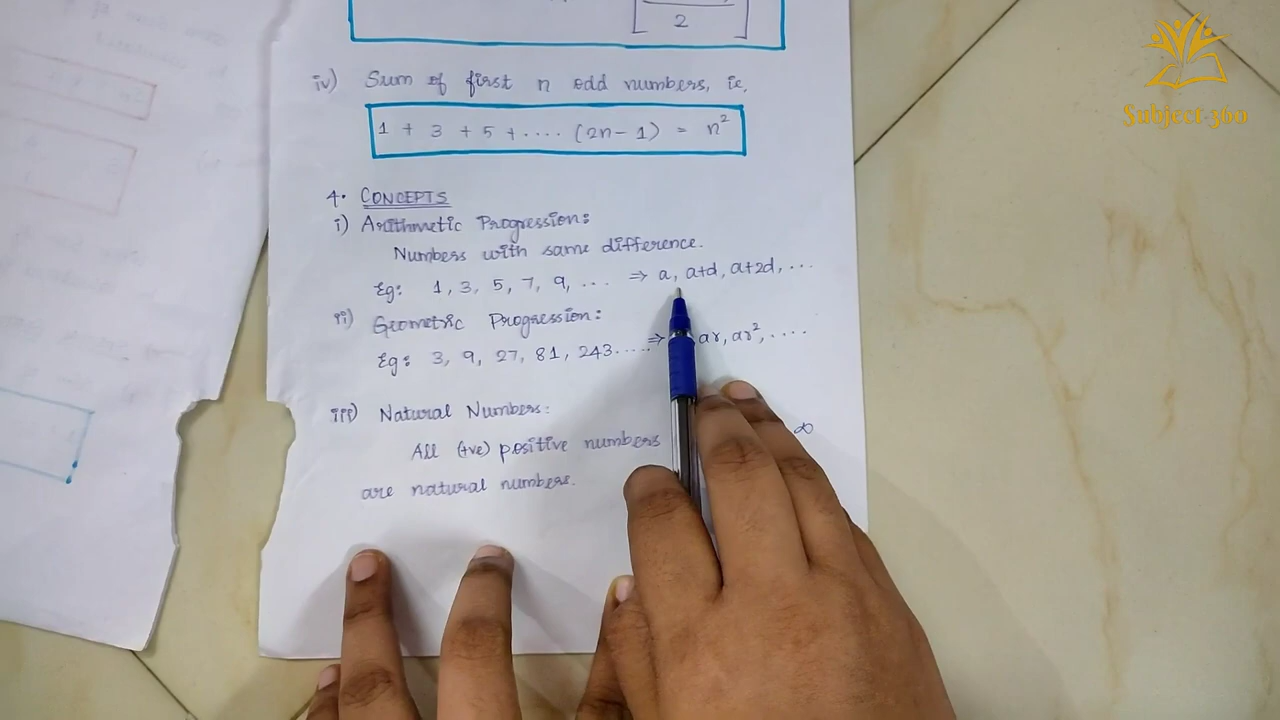 2
iv) Sum of first n odd numbers, ie,
1 + 3 + 5 + .... (2n - 1) = n²
4. CONCEPTS
i) Arithmetic Progression:
Numbers with same difference.
Eg: 1, 3, 5, 7, 9, ... ⇒ a, a+d, a+2d, ...
ii) Geometric Progression:
Eg: 3, 9, 27, 81, 243.... ⇒ ar, ar², ....
iii) Natural Numbers:
All (+ve) positive numbers ∞
are natural numbers.
Subject 360